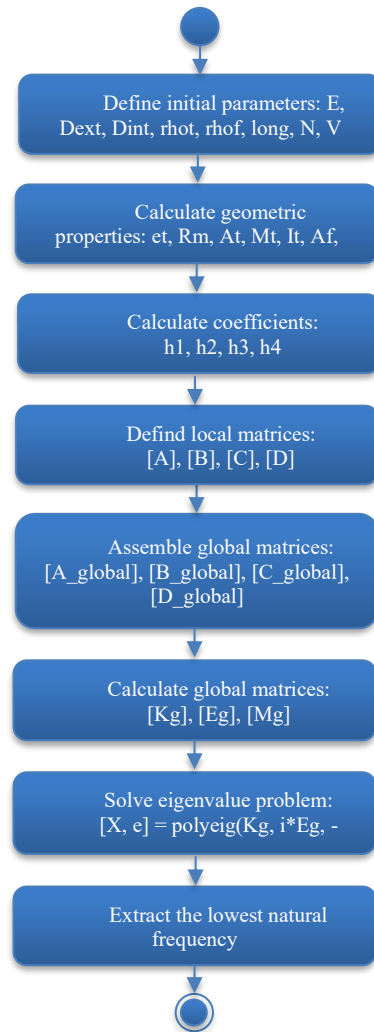 Define initial parameters: E,
Dext, Dint, rhot, rhof, long, N, V
Calculate geometric
properties: et, Rm, At, Mt, It, Af,
Calculate coefficients:
h1, h2, h3, h4
Defind local matrices:
[A], [B], [C], [D]
Assemble global matrices:
[A_global], [B_global], [C_global],
[D_global]
Calculate global matrices:
[Kg], [Eg], [Mg]
Solve eigenvalue problem:
[X, e] = polyeig(Kg, i*Eg, -
Extract the lowest natural
frequency